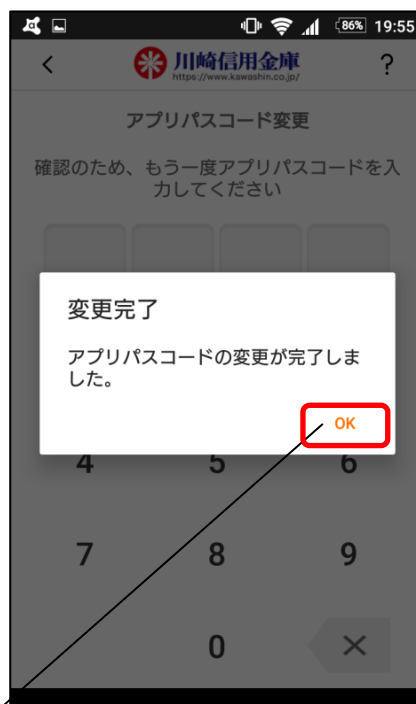 86% 19:55
川崎信用金庫 ?
https://www.kawashin.co.jp/
アプリパスコード変更
確認のため、もう一度アプリパスコードを入
力してください
変更完了
アプリパスコードの変更が完了しま
した。
OK
4 5 6
7 8 9
0